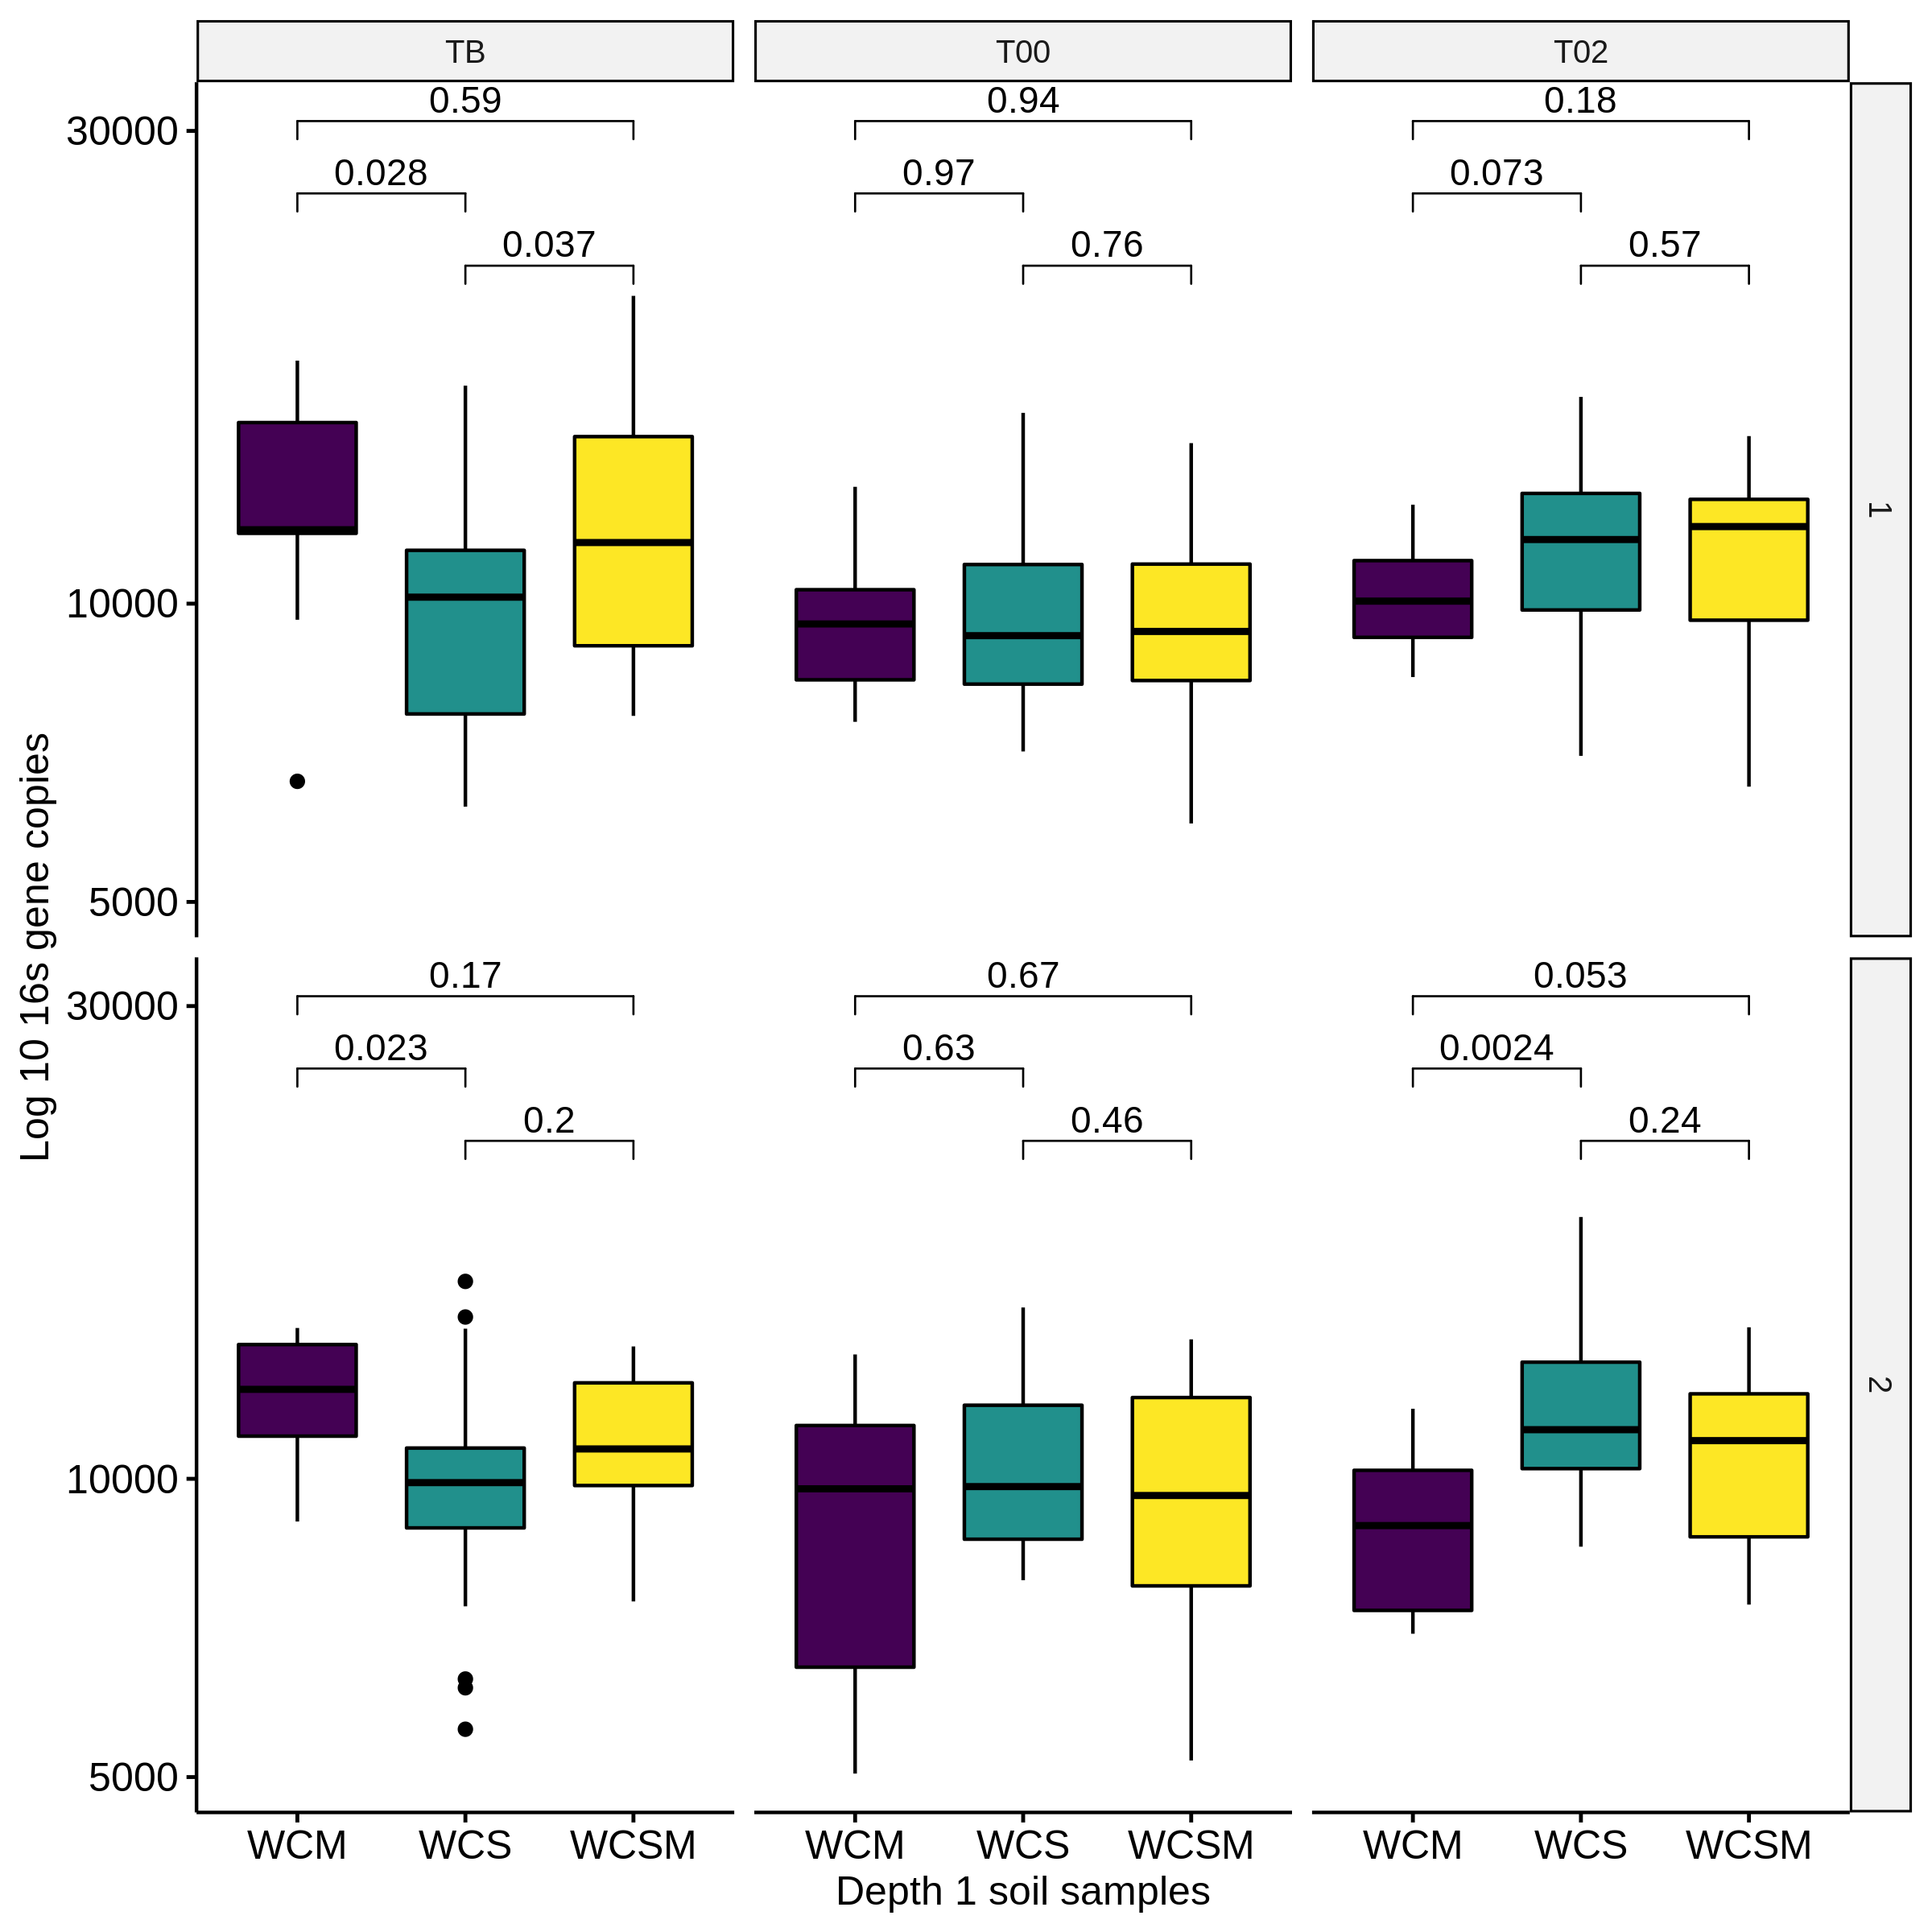 TB T00 T02
0.59 0.94 0.18
30000
0.028 0.97 0.073
0.037 0.76 0.57
1
10000
5000
Log 10 16s gene copies
0.17 0.67 0.053
30000
0.023 0.63 0.0024
0.2 0.46 0.24
2
10000
5000
WCM WCS WCSM WCM WCS WCSM WCM WCS WCSM
Depth 1 soil samples